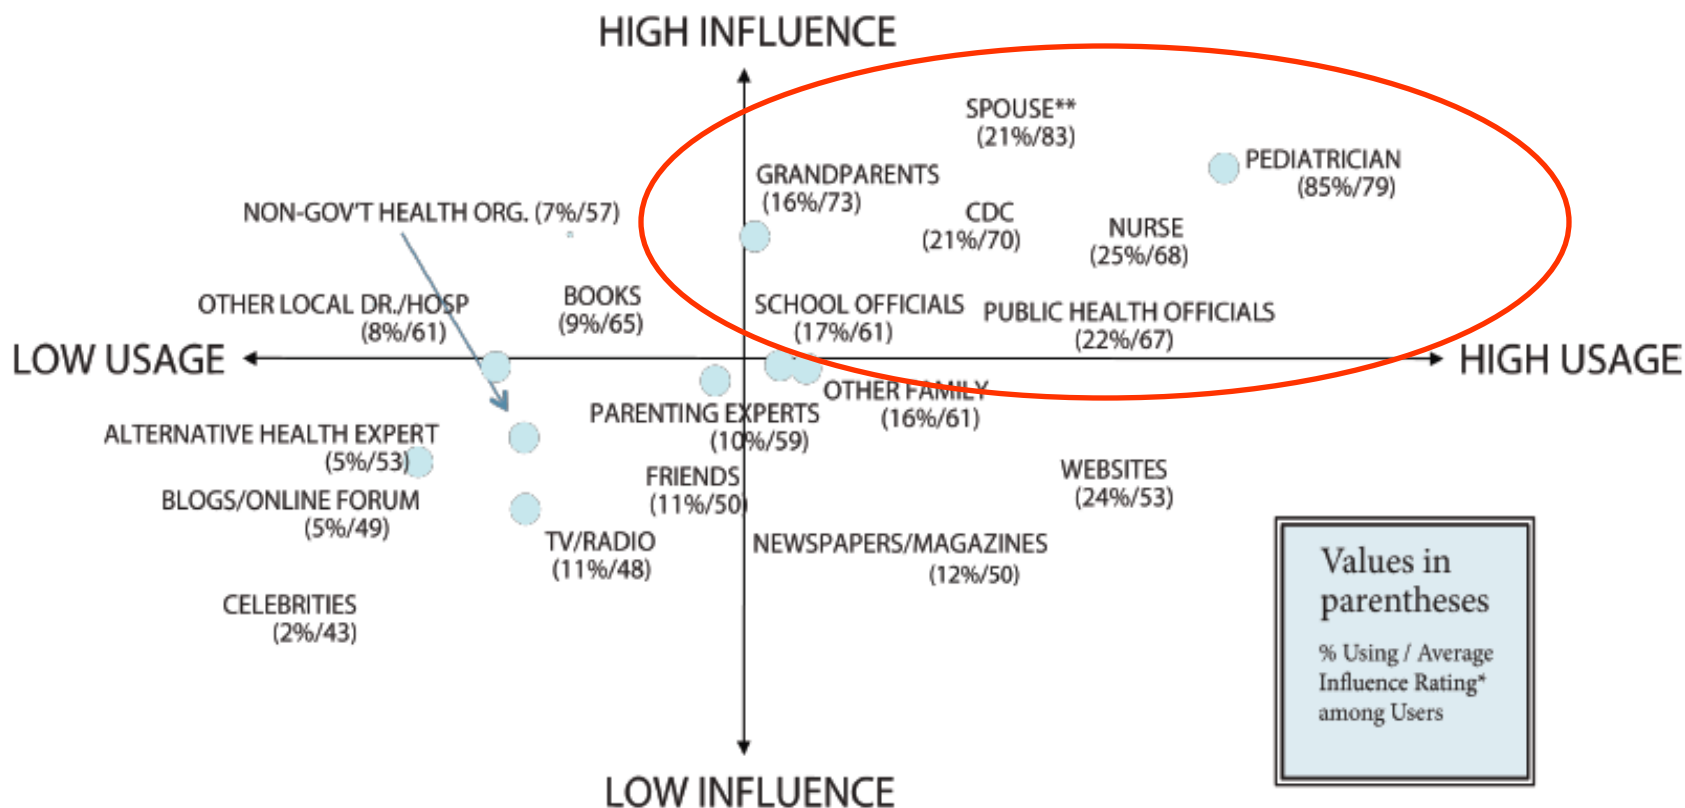 HIGH INFLUENCE
SPOUSE**
(21%/83)
PEDIATRICIAN
(85%/79)
GRANDPARENTS
(16%/73)
NON-GOV'T HEALTH ORG. (7%/57)
CDC
(21%/70)
NURSE
(25%/68)
OTHER LOCAL DR./HOSP
(8%/61)
BOOKS
(9%/65)
SCHOOL OFFICIALS
(17%/61)
PUBLIC HEALTH OFFICIALS
(22%/67)
LOW USAGE
HIGH USAGE
OTHER FAMILY
(16%/61)
PARENTING EXPERTS
(10%/59)
ALTERNATIVE HEALTH EXPERT
(5%/53)
FRIENDS
(11%/50)
WEBSITES
(24%/53)
BLOGS/ONLINE FORUM
(5%/49)
TV/RADIO
(11%/48)
NEWSPAPERS/MAGAZINES
(12%/50)
CELEBRITIES
(2%/43)
Values in
parentheses
% Using / Average
Influence Rating*
among Users
LOW INFLUENCE